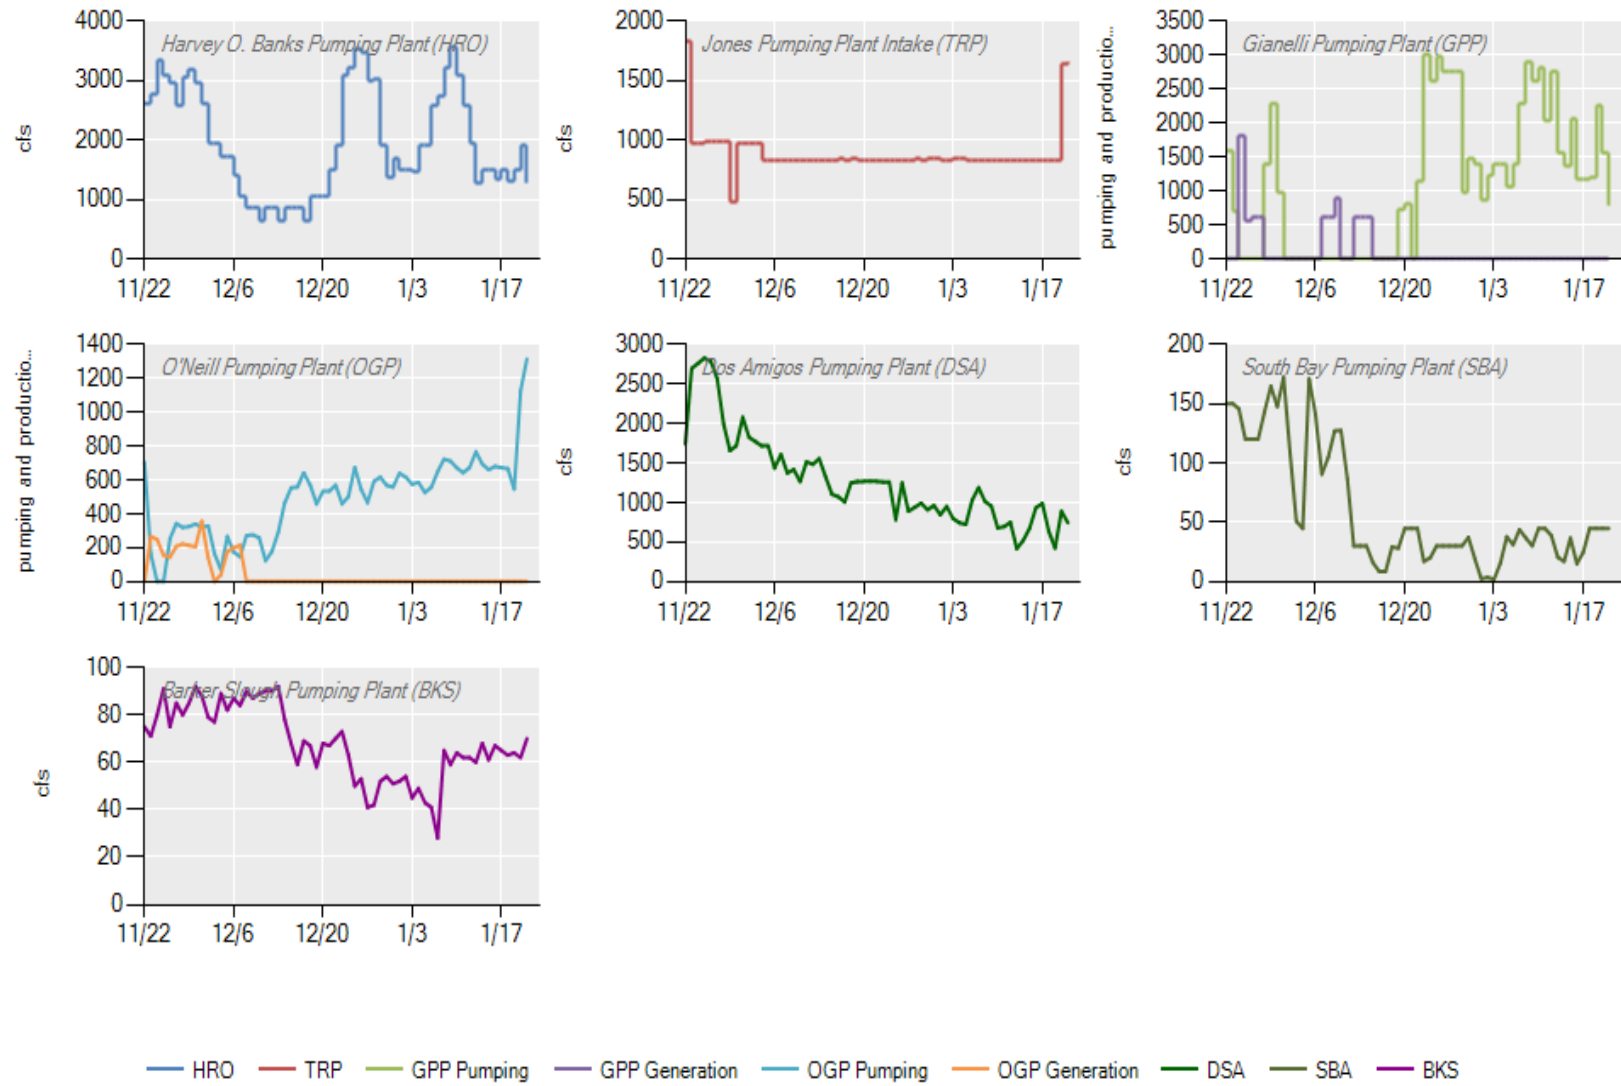 Harvey O. Banks Pumping Plant (HRO)
cfs
4000
3000
2000
1000
0
11/22 12/6 12/20 1/3 1/17
Jones Pumping Plant Intake (TRP)
cfs
2000
1500
1000
500
0
11/22 12/6 12/20 1/3 1/17
Gianelli Pumping Plant (GPP)
pumping and productio...
3500
3000
2500
2000
1500
1000
500
0
11/22 12/6 12/20 1/3 1/17
O'Neill Pumping Plant (OGP)
pumping and productio...
1400
1200
1000
800
600
400
200
0
11/22 12/6 12/20 1/3 1/17
Dos Amigos Pumping Plant (DSA)
cfs
3000
2500
2000
1500
1000
500
0
11/22 12/6 12/20 1/3 1/17
South Bay Pumping Plant (SBA)
cfs
200
150
100
50
0
11/22 12/6 12/20 1/3 1/17
Barker Slough Pumping Plant (BKS)
cfs
100
80
60
40
20
0
11/22 12/6 12/20 1/3 1/17
HRO TRP GPP Pumping GPP Generation OGP Pumping OGP Generation DSA SBA BKS